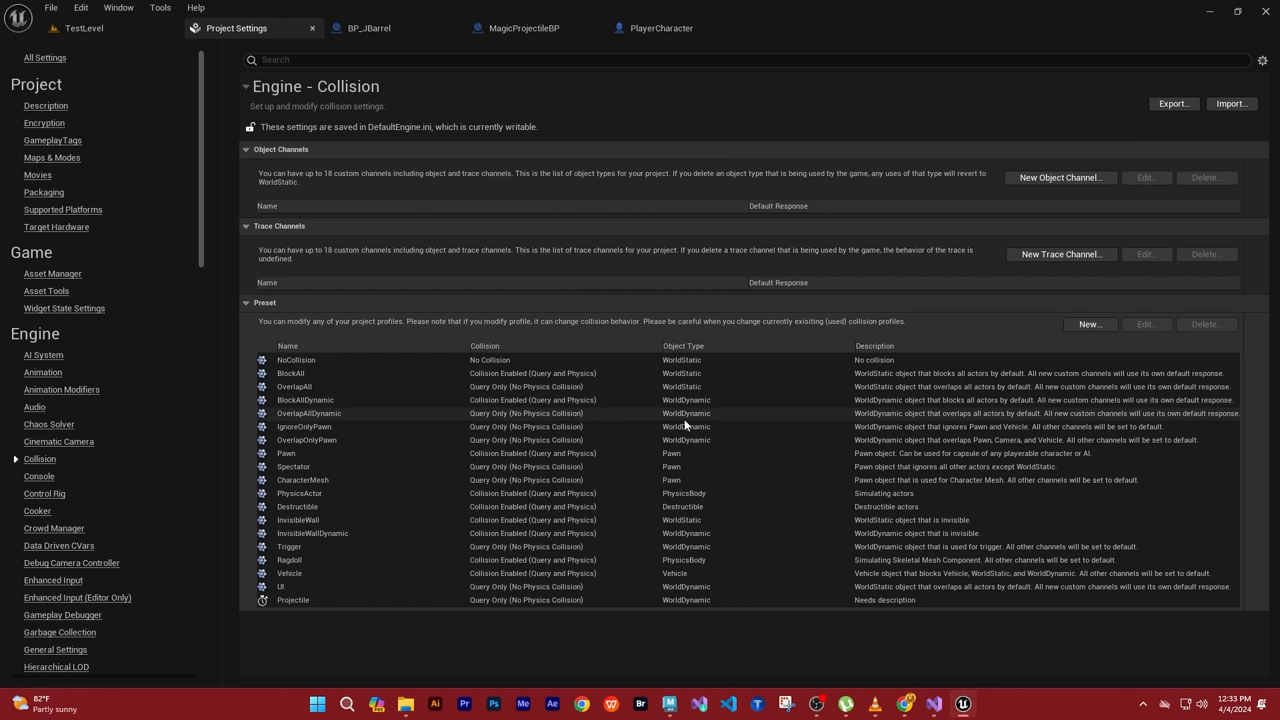 File Edit Window Tools Help
TestLevel Project Settings BP_JBarrel MagicProjectileBP PlayerCharacter
All Settings
Project
Description
Encryption
GameplayTags
Maps & Modes
Movies
Packaging
Supported Platforms
Target Hardware
Game
Asset Manager
Asset Tools
Widget State Settings
Engine
AI System
Animation
Animation Modifiers
Audio
Chaos Solver
Cinematic Camera
Collision
Console
Control Rig
Cooker
Crowd Manager
Data Driven CVars
Debug Camera Controller
Enhanced Input
Enhanced Input (Editor Only)
Gameplay Debugger
Garbage Collection
General Settings
Hierarchical LOD
Search
Engine - Collision
Set up and modify collision settings.
Export... Import...
These settings are saved in DefaultEngine.ini, which is currently writable.
Object Channels
You can have up to 18 custom channels including object and trace channels. This is the list of object types for your project. If you delete an object type that is being used by the game, any uses of that type will revert to
WorldStatic.
New Object Channel... Edit... Delete...
Name Default Response
Trace Channels
You can have up to 18 custom channels including object and trace channels. This is the list of trace channels for your project. If you delete a trace channel that is being used by the game, the behavior of the trace is
undefined.
New Trace Channel... Edit... Delete...
Name Default Response
Preset
You can modify any of your project profiles. Please note that if you modify profile, it can change collision behavior. Please be careful when you change currently exisiting (used) collision profiles.
New... Edit... Delete...
Name Collision Object Type Description
NoCollision No Collision WorldStatic No collision
BlockAll Collision Enabled (Query and Physics) WorldStatic WorldStatic object that blocks all actors by default. All new custom channels will use its own default response.
OverlapAll Query Only (No Physics Collision) WorldStatic WorldStatic object that overlaps all actors by default. All new custom channels will use its own default response.
BlockAllDynamic Collision Enabled (Query and Physics) WorldDynamic WorldDynamic object that blocks all actors by default. All new custom channels will use its own default response.
OverlapAllDynamic Query Only (No Physics Collision) WorldDynamic WorldDynamic object that overlaps all actors by default. All new custom channels will use its own default response.
IgnoreOnlyPawn Query Only (No Physics Collision) WorldDynamic WorldDynamic object that ignores Pawn and Vehicle. All other channels will be set to default.
OverlapOnlyPawn Query Only (No Physics Collision) WorldDynamic WorldDynamic object that overlaps Pawn, Camera, and Vehicle. All other channels will be set to default.
Pawn Collision Enabled (Query and Physics) Pawn Pawn object. Can be used for capsule of any playerable character or AI.
Spectator Query Only (No Physics Collision) Pawn Pawn object that ignores all other actors except WorldStatic.
CharacterMesh Query Only (No Physics Collision) Pawn Pawn object that is used for Character Mesh. All other channels will be set to default.
PhysicsActor Collision Enabled (Query and Physics) PhysicsBody Simulating actors
Destructible Collision Enabled (Query and Physics) Destructible Destructible actors
InvisibleWall Collision Enabled (Query and Physics) WorldStatic WorldStatic object that is invisible.
InvisibleWallDynamic Collision Enabled (Query and Physics) WorldDynamic WorldDynamic object that is invisible.
Trigger Query Only (No Physics Collision) WorldDynamic WorldDynamic object that is used for trigger. All other channels will be set to default.
Ragdoll Collision Enabled (Query and Physics) PhysicsBody Simulating Skeletal Mesh Component. All other channels will be set to default.
Vehicle Collision Enabled (Query and Physics) Vehicle Vehicle object that blocks Vehicle, WorldStatic, and WorldDynamic. All other channels will be set to default.
UI Query Only (No Physics Collision) WorldDynamic WorldStatic object that overlaps all actors by default. All new custom channels will use its own default response.
Projectile Query Only (No Physics Collision) WorldDynamic Needs description
82°F
Partly sunny
Ai Pr Ps Me Ae W Br T
12:33 PM
4/4/2024